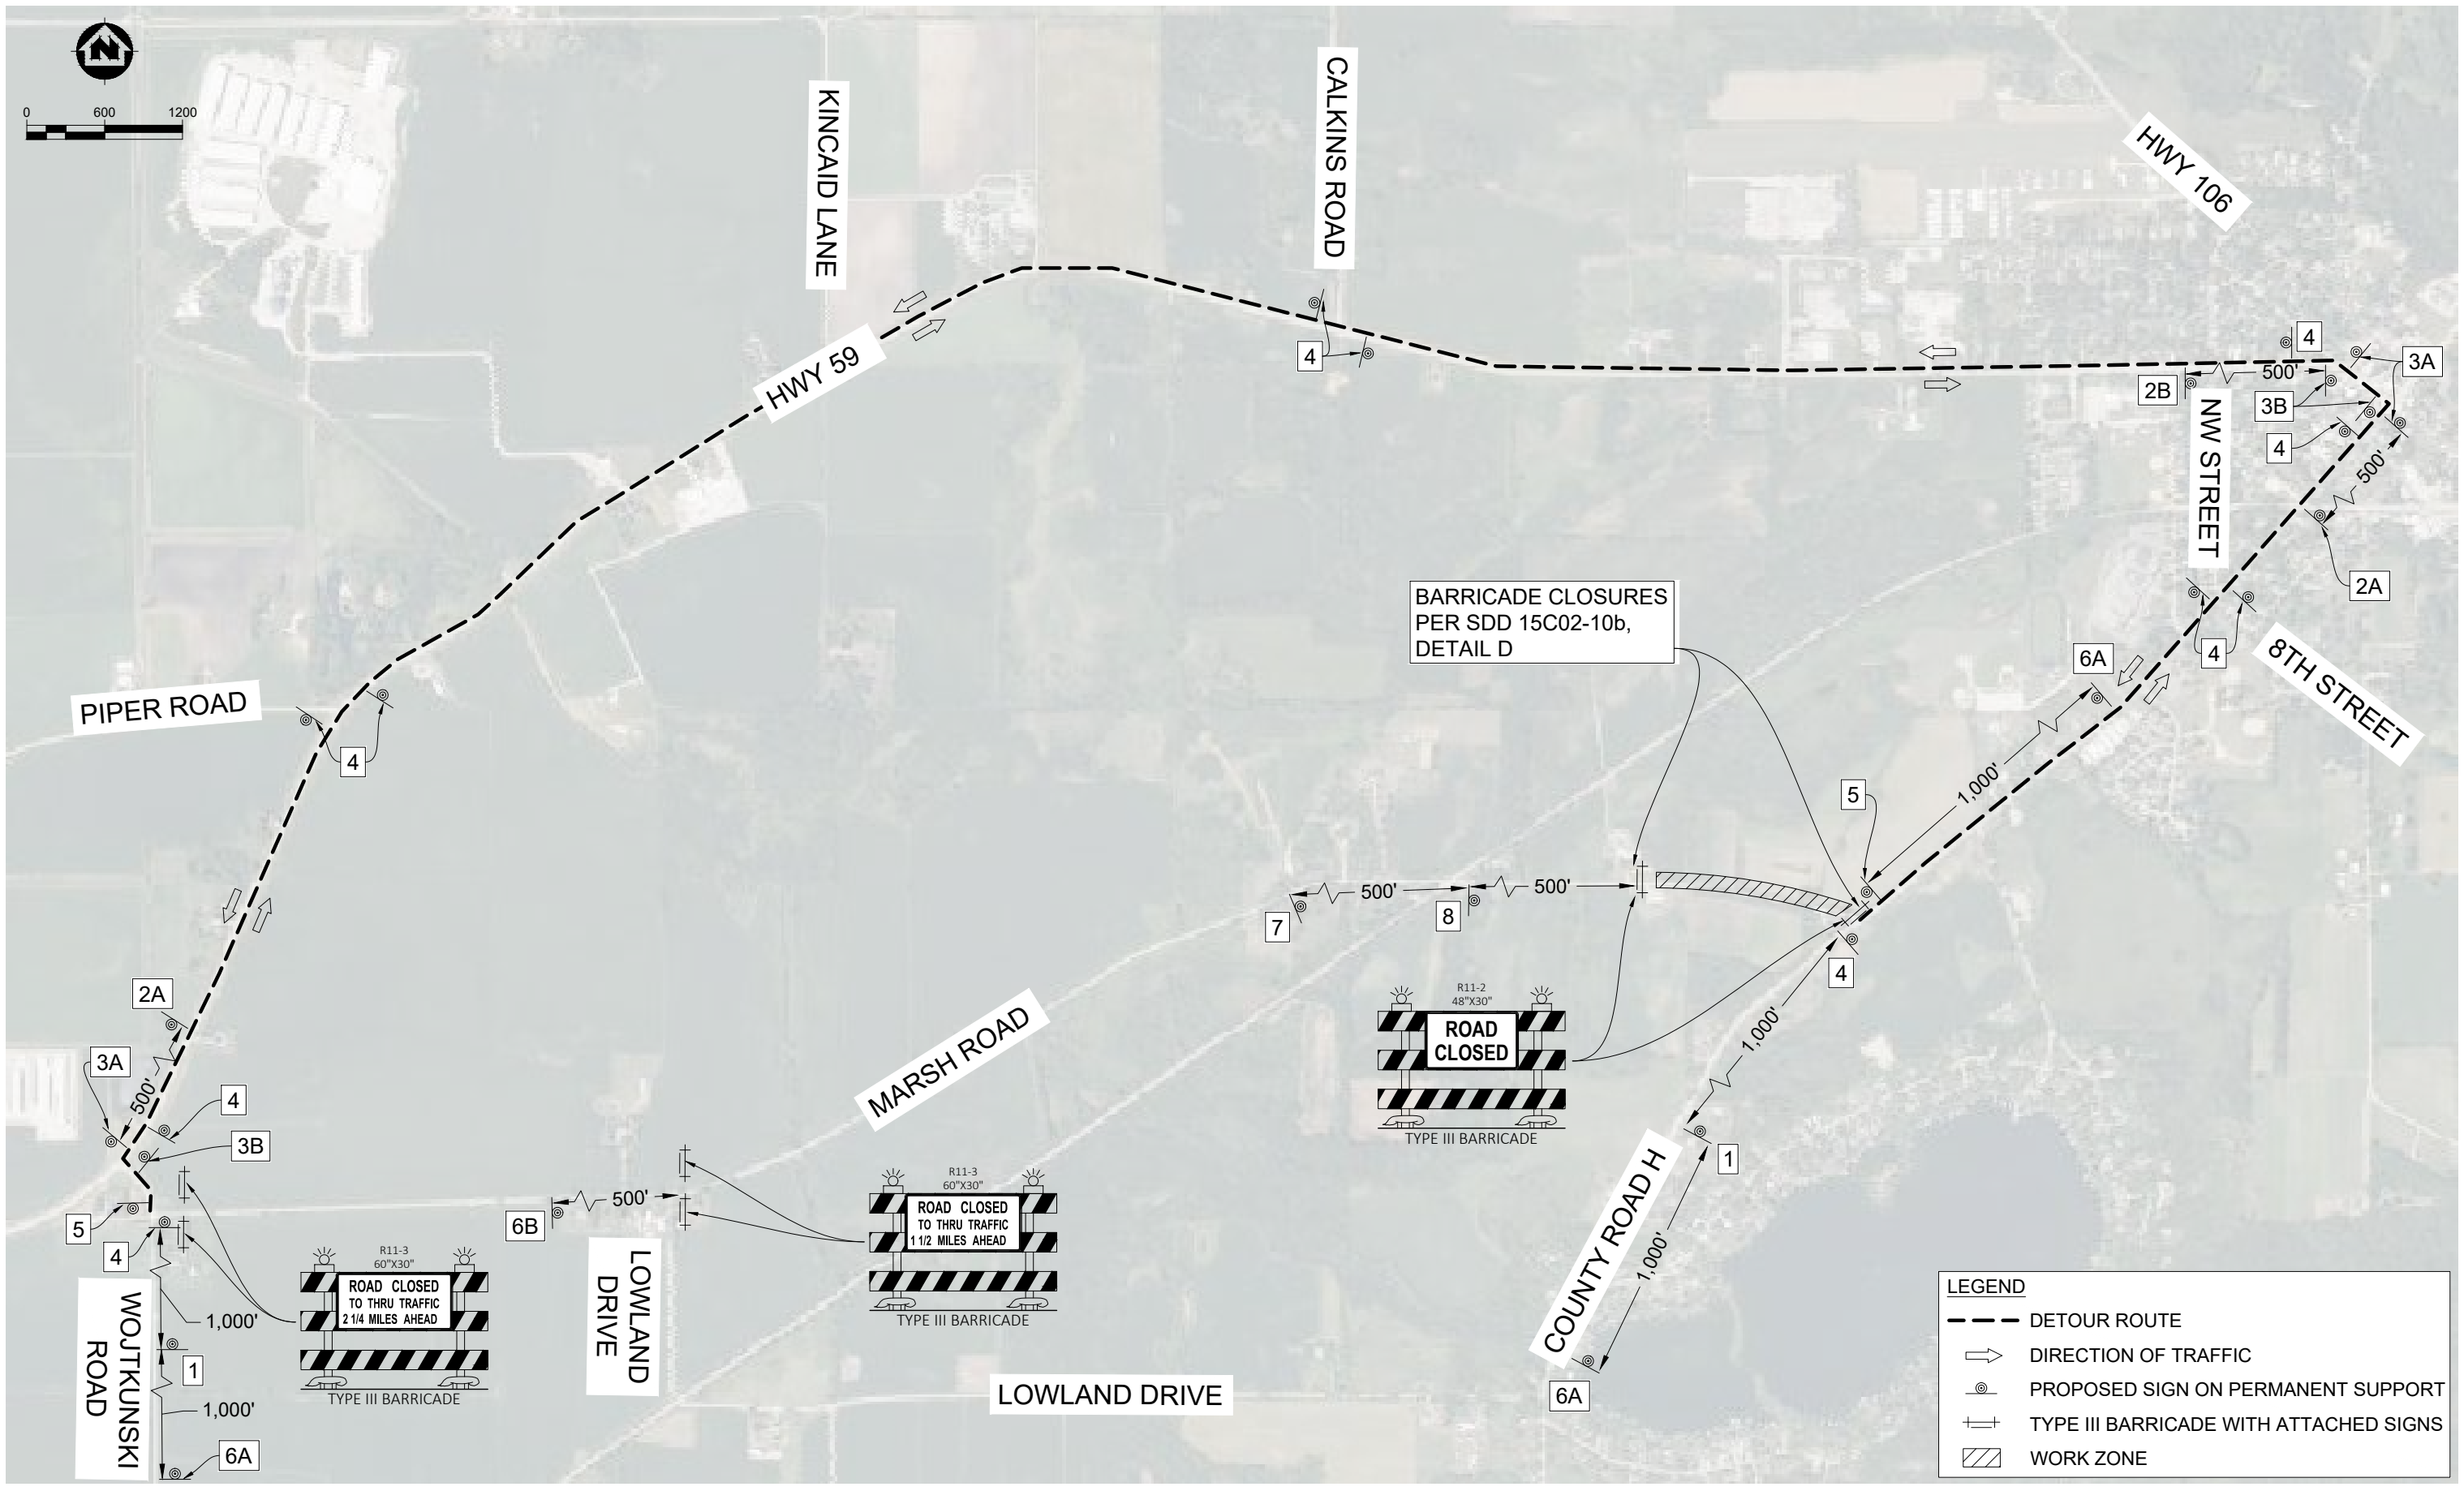 N
0 600 1200
KINCAID LANE
CALKINS ROAD
HWY 106
HWY 59
4
4
3A
2B
500'
3B
NW STREET
4
500'
2A
BARRICADE CLOSURES
PER SDD 15C02-10b,
DETAIL D
4
6A
8TH STREET
PIPER ROAD
4
1,000'
5
500'
500'
7
8
4
2A
3A
500'
4
3B
MARSH ROAD
R11-2
48"X30"
ROAD
CLOSED
TYPE III BARRICADE
1,000'
1
COUNTY ROAD H
1,000'
6A
5
4
6B
500'
R11-3
60"X30"
ROAD CLOSED
TO THRU TRAFFIC
1 1/2 MILES AHEAD
TYPE III BARRICADE
R11-3
60"X30"
ROAD CLOSED
TO THRU TRAFFIC
2 1/4 MILES AHEAD
TYPE III BARRICADE
LOWLAND
DRIVE
WOJTKUNSKI
ROAD
1,000'
1
1,000'
6A
LOWLAND DRIVE
LEGEND
DETOUR ROUTE
DIRECTION OF TRAFFIC
PROPOSED SIGN ON PERMANENT SUPPORT
TYPE III BARRICADE WITH ATTACHED SIGNS
WORK ZONE